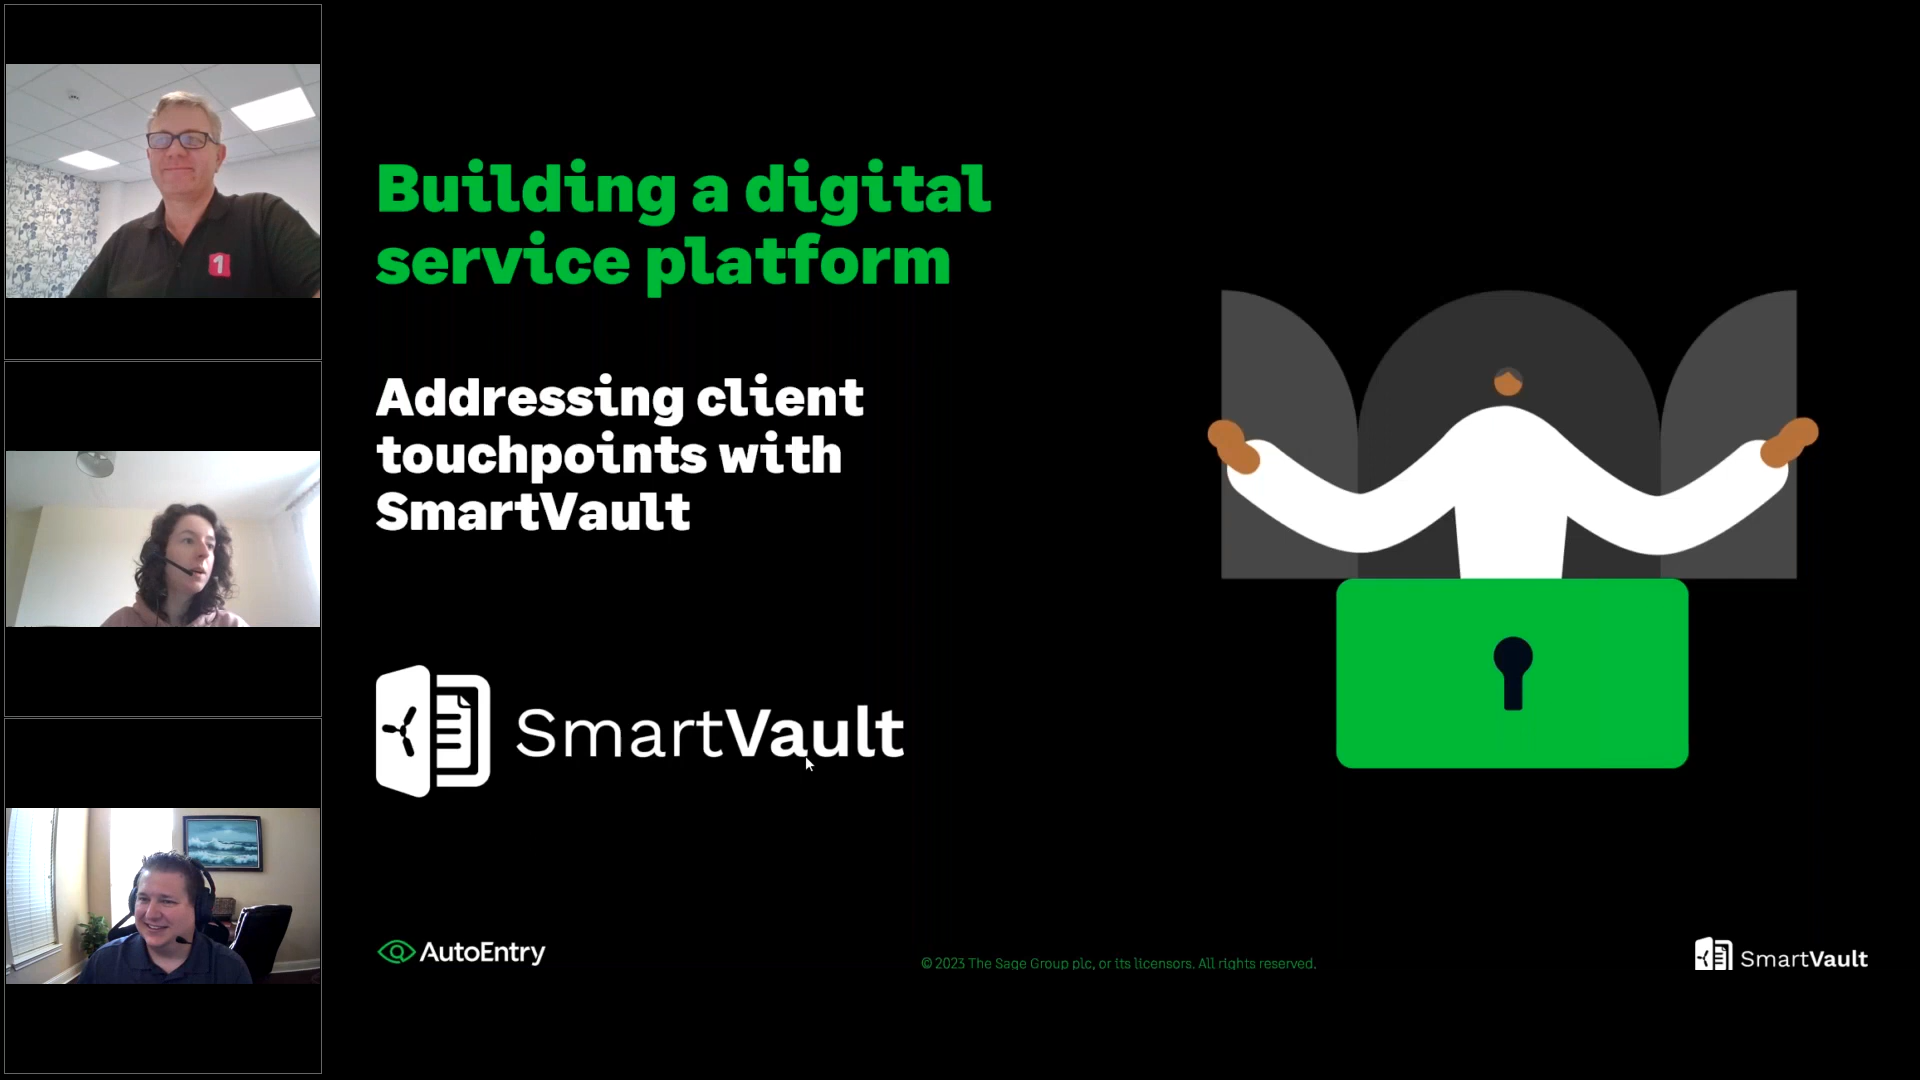 1
Building a digital
service platform
Addressing client
touchpoints with
SmartVault
SmartVault
AutoEntry
© 2023 The Sage Group plc, or its licensors. All rights reserved.
SmartVault